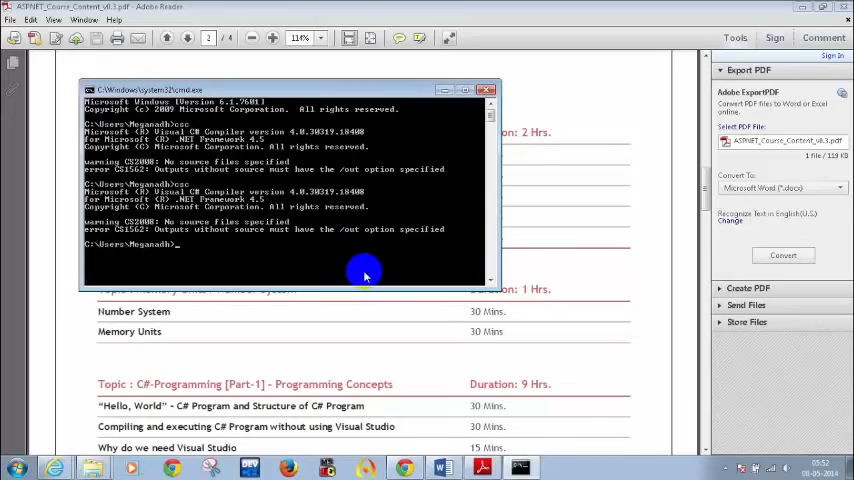 ASPNET_Course_Content_v0.3.pdf - Adobe Reader
File Edit View Window Help
2 / 4 114% Tools Sign Comment
Sign In
Export PDF
Adobe ExportPDF
Convert PDF files to Word or Excel
online.
Select PDF File:
ASPNET_Course_Content_v0.3.pdf
1 file / 119 KB
Convert To:
Microsoft Word (*.docx)
Recognize Text in English(U.S.)
Change
Convert
Create PDF
Send Files
Store Files
C:\Windows\system32\cmd.exe
Microsoft Windows [Version 6.1.7601]
Copyright (c) 2009 Microsoft Corporation. All rights reserved.
C:\Users\Meganadh>csc
Microsoft (R) Visual C# Compiler version 4.0.30319.18408
for Microsoft (R) .NET Framework 4.5
Copyright (C) Microsoft Corporation. All rights reserved.
warning CS2008: No source files specified
error CS1562: Outputs without source must have the /out option specified
C:\Users\Meganadh>csc
Microsoft (R) Visual C# Compiler version 4.0.30319.18408
for Microsoft (R) .NET Framework 4.5
Copyright (C) Microsoft Corporation. All rights reserved.
warning CS2008: No source files specified
error CS1562: Outputs without source must have the /out option specified
C:\Users\Meganadh>_
: 2 Hrs.
Duration: 1 Hrs.
Number System 30 Mins.
Memory Units 30 Mins
Topic : C#-Programming [Part-1] – Programming Concepts Duration: 9 Hrs.
“Hello, World” – C# Program and Structure of C# Program 30 Mins.
Compiling and executing C# Program without using Visual Studio 30 Mins.
Why do we need Visual Studio 15 Mins.
DEV
05:52
08-05-2014